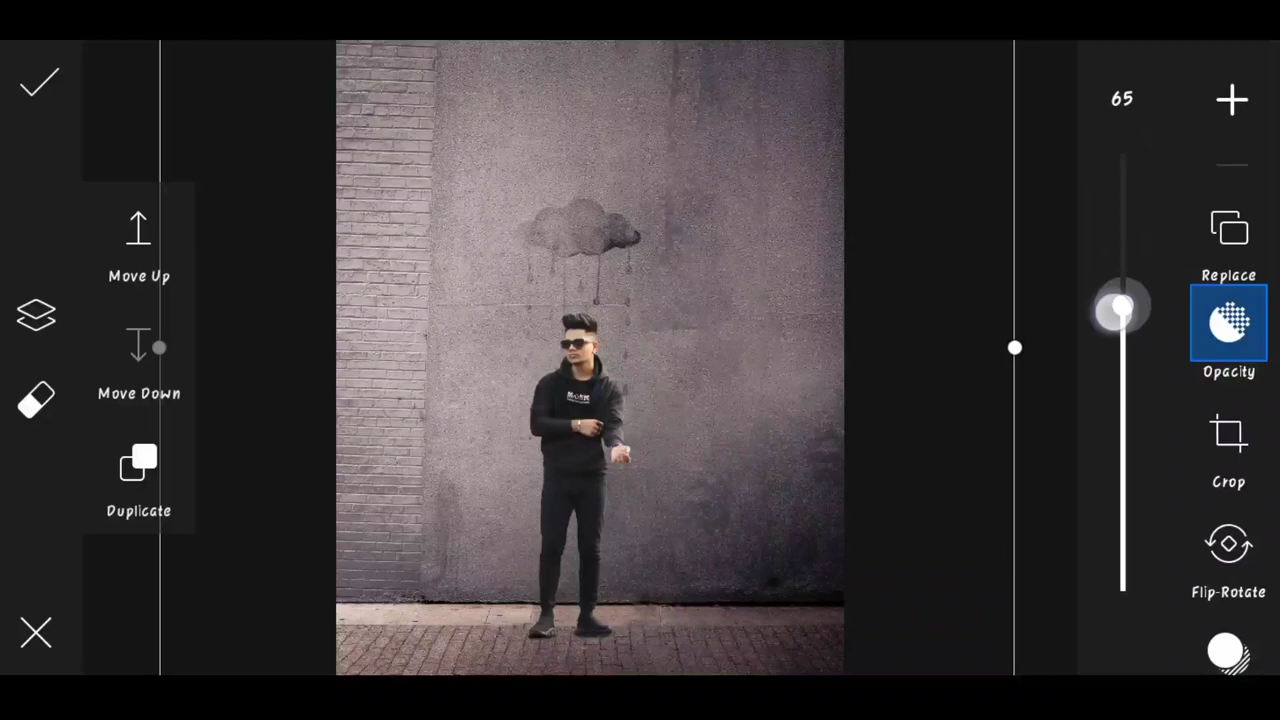 65
Move Up
Replace
Move Down
Opacity
Crop
Duplicate
Flip-Rotate